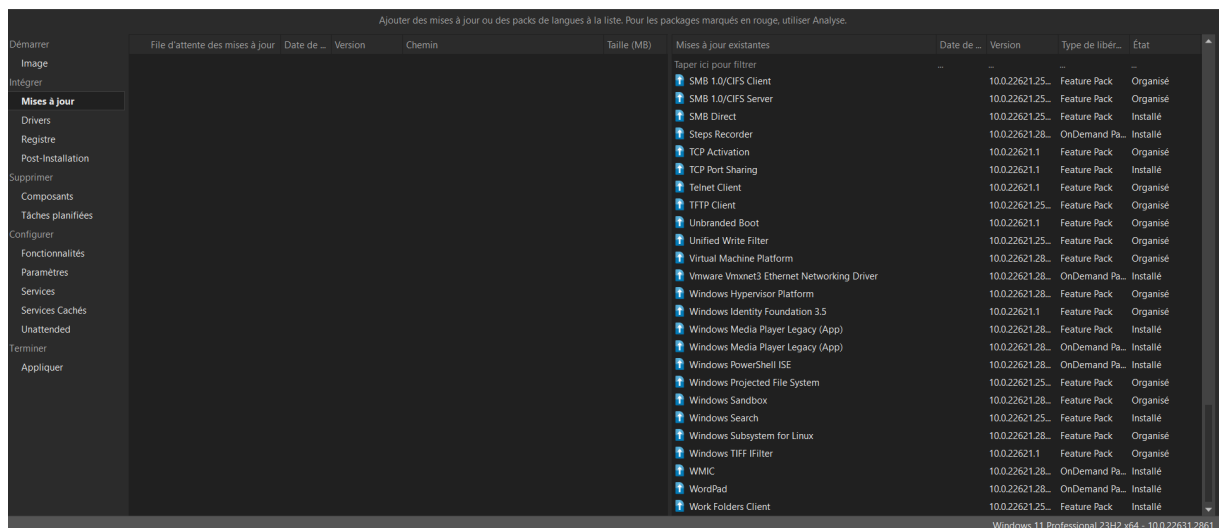 Ajouter des mises à jour ou des packs de langues à la liste. Pour les packages marqués en rouge, utiliser Analyse.
Démarrer
Image
Intégrer
Mises à jour
Drivers
Registre
Post-Installation
Supprimer
Composants
Tâches planifiées
Configurer
Fonctionnalités
Paramètres
Services
Services Cachés
Unattended
Terminer
Appliquer
File d'attente des mises à jour Date de ... Version Chemin Taille (MB)
Mises à jour existantes Date de ... Version Type de libér... État
Taper ici pour filtrer ... ... ... ...
SMB 1.0/CIFS Client 10.0.22621.25... Feature Pack Organisé
SMB 1.0/CIFS Server 10.0.22621.25... Feature Pack Organisé
SMB Direct 10.0.22621.25... Feature Pack Installé
Steps Recorder 10.0.22621.28... OnDemand Pa... Installé
TCP Activation 10.0.22621.1 Feature Pack Organisé
TCP Port Sharing 10.0.22621.1 Feature Pack Installé
Telnet Client 10.0.22621.1 Feature Pack Organisé
TFTP Client 10.0.22621.25... Feature Pack Organisé
Unbranded Boot 10.0.22621.1 Feature Pack Organisé
Unified Write Filter 10.0.22621.25... Feature Pack Organisé
Virtual Machine Platform 10.0.22621.28... Feature Pack Organisé
Vmware Vmxnet3 Ethernet Networking Driver 10.0.22621.28... OnDemand Pa... Installé
Windows Hypervisor Platform 10.0.22621.28... Feature Pack Organisé
Windows Identity Foundation 3.5 10.0.22621.1 Feature Pack Organisé
Windows Media Player Legacy (App) 10.0.22621.28... Feature Pack Installé
Windows Media Player Legacy (App) 10.0.22621.28... OnDemand Pa... Installé
Windows PowerShell ISE 10.0.22621.28... OnDemand Pa... Installé
Windows Projected File System 10.0.22621.25... Feature Pack Organisé
Windows Sandbox 10.0.22621.28... Feature Pack Organisé
Windows Search 10.0.22621.25... Feature Pack Installé
Windows Subsystem for Linux 10.0.22621.28... Feature Pack Organisé
Windows TIFF IFilter 10.0.22621.1 Feature Pack Organisé
WMIC 10.0.22621.28... OnDemand Pa... Installé
WordPad 10.0.22621.28... OnDemand Pa... Installé
Work Folders Client 10.0.22621.28... Feature Pack Installé
Windows 11 Professional 23H2 x64 - 10.0.22631.2861